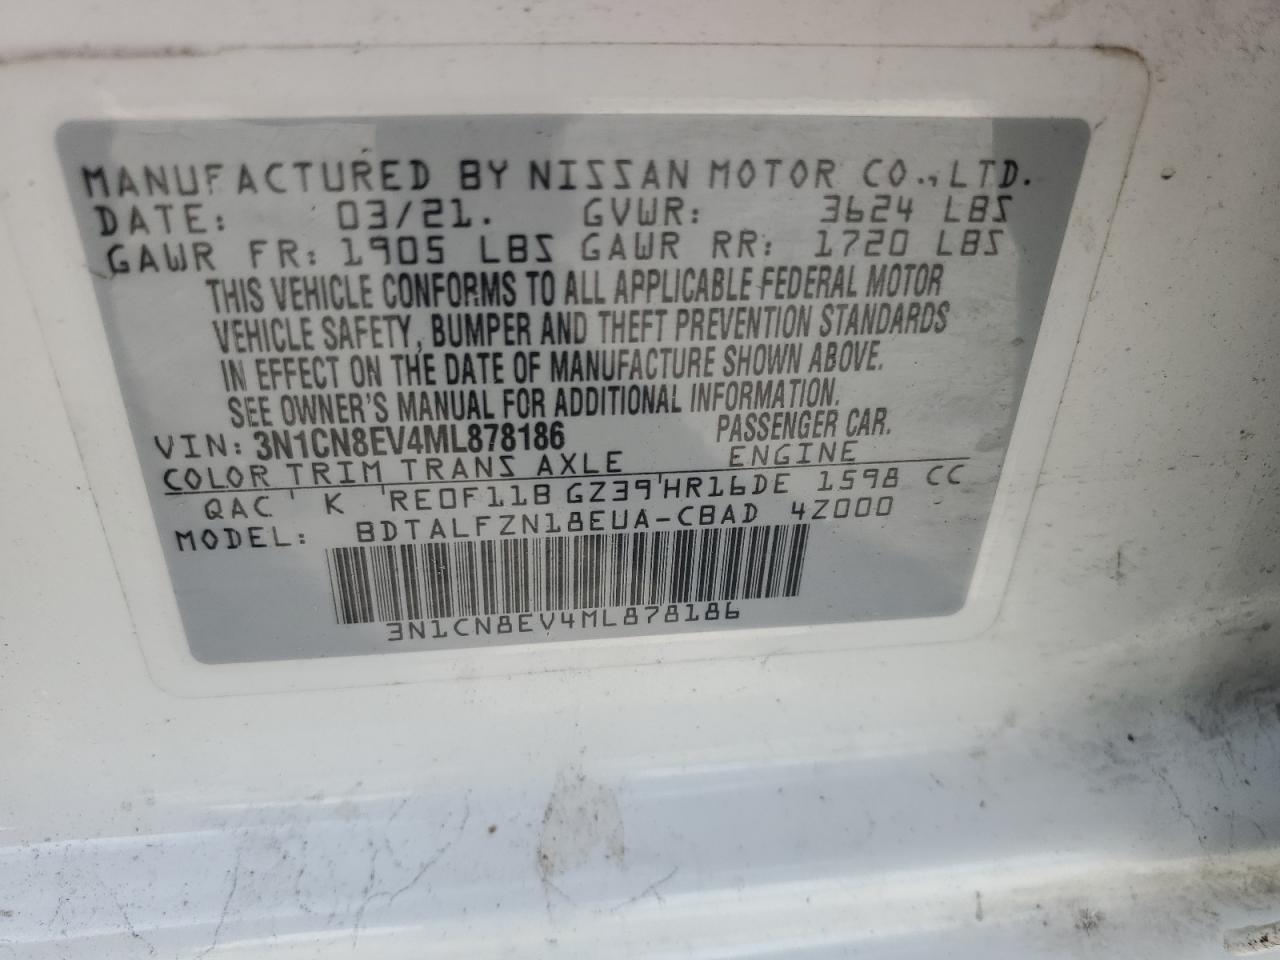 MANUFACTURED BY NISSAN MOTOR CO., LTD.
DATE: 03/21. GVWR: 3624 LBS
GAWR FR: 1905 LBS GAWR RR: 1720 LBS
THIS VEHICLE CONFORMS TO ALL APPLICABLE FEDERAL MOTOR
VEHICLE SAFETY, BUMPER AND THEFT PREVENTION STANDARDS
IN EFFECT ON THE DATE OF MANUFACTURE SHOWN ABOVE.
SEE OWNER'S MANUAL FOR ADDITIONAL INFORMATION.
VIN: 3N1CN8EV4ML878186 PASSENGER CAR.
COLOR TRIM TRANS AXLE ENGINE
QAC ' K 'RE0F11B GZ39'HR16DE 1598 CC
MODEL: BDTALFZN18EUA-CBAD 4Z000
3N1CN8EV4ML878186